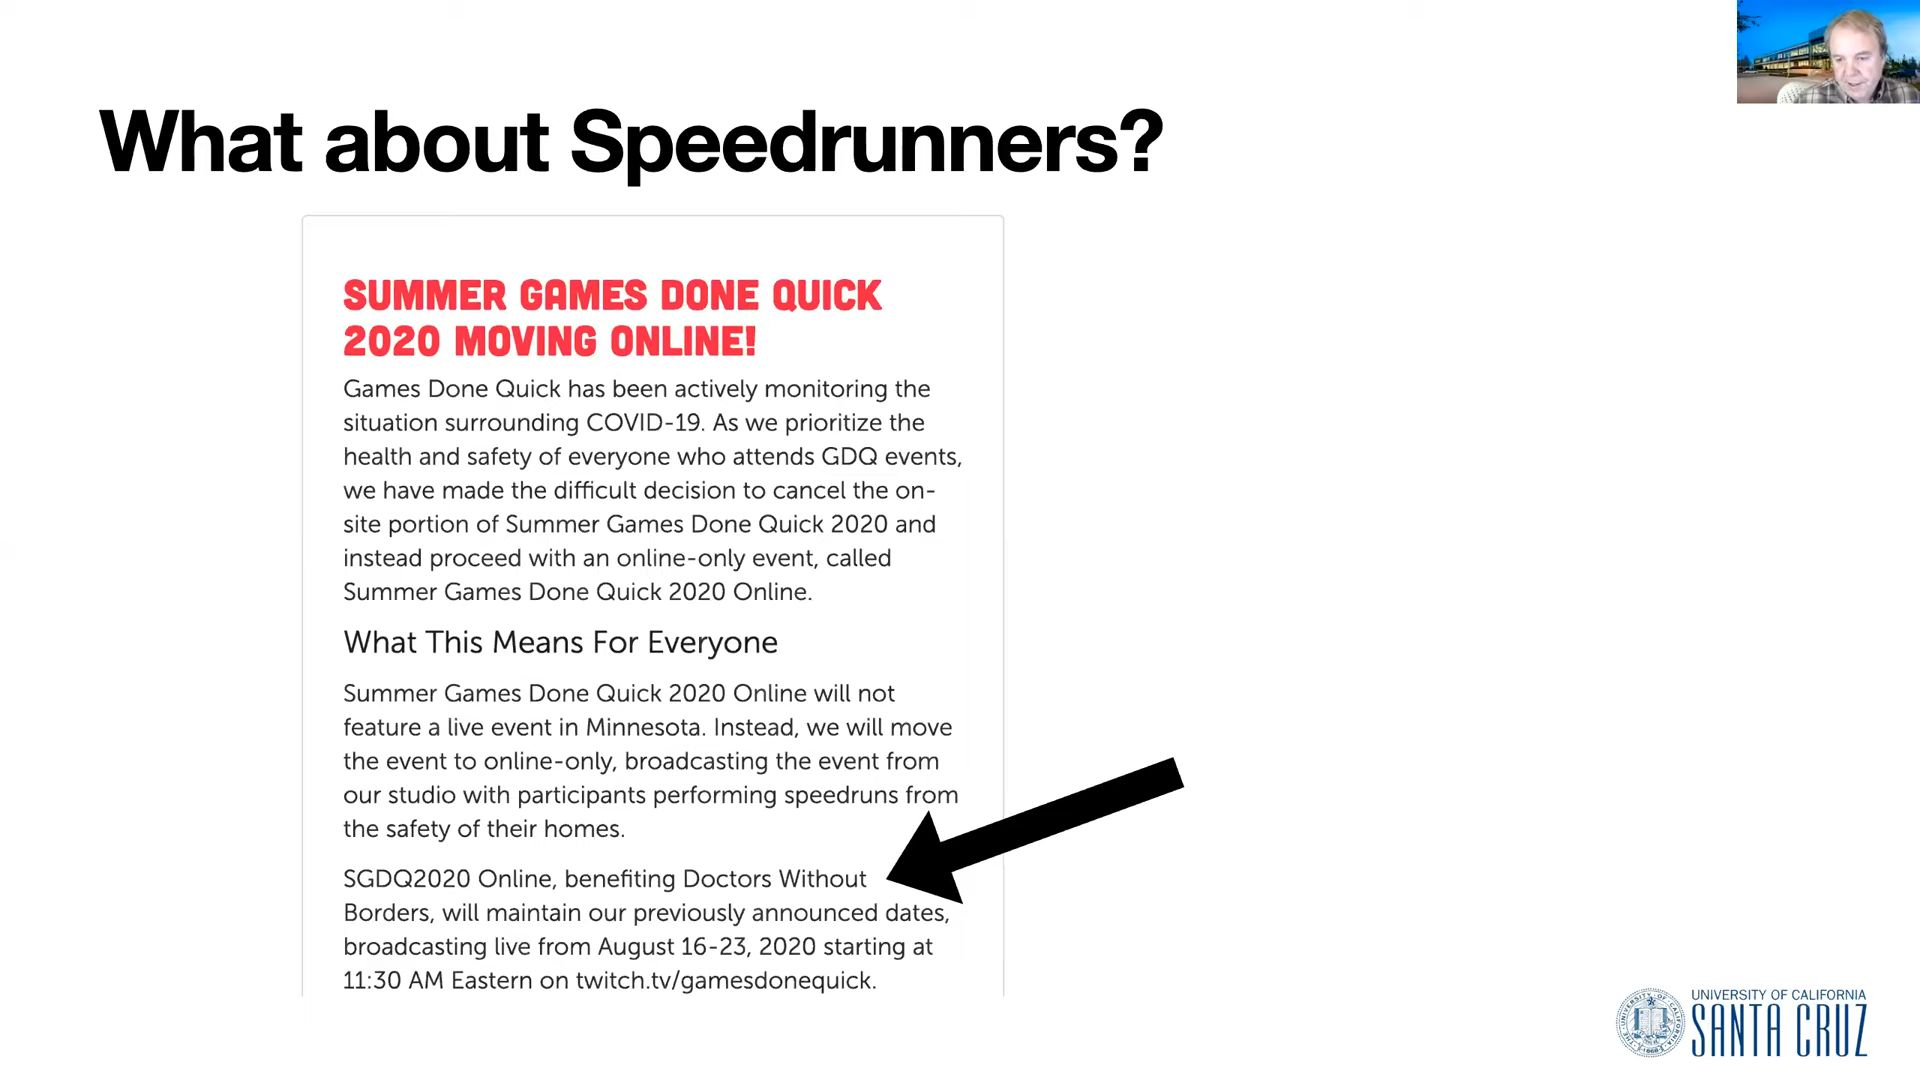 What about Speedrunners?
SUMMER GAMES DONE QUICK
2020 MOVING ONLINE!
Games Done Quick has been actively monitoring the
situation surrounding COVID-19. As we prioritize the
health and safety of everyone who attends GDQ events,
we have made the difficult decision to cancel the on-
site portion of Summer Games Done Quick 2020 and
instead proceed with an online-only event, called
Summer Games Done Quick 2020 Online.
What This Means For Everyone
Summer Games Done Quick 2020 Online will not
feature a live event in Minnesota. Instead, we will move
the event to online-only, broadcasting the event from
our studio with participants performing speedruns from
the safety of their homes.
SGDQ2020 Online, benefiting Doctors Without
Borders, will maintain our previously announced dates,
broadcasting live from August 16-23, 2020 starting at
11:30 AM Eastern on twitch.tv/gamesdonequick.
UNIVERSITY OF CALIFORNIA
SANTA CRUZ